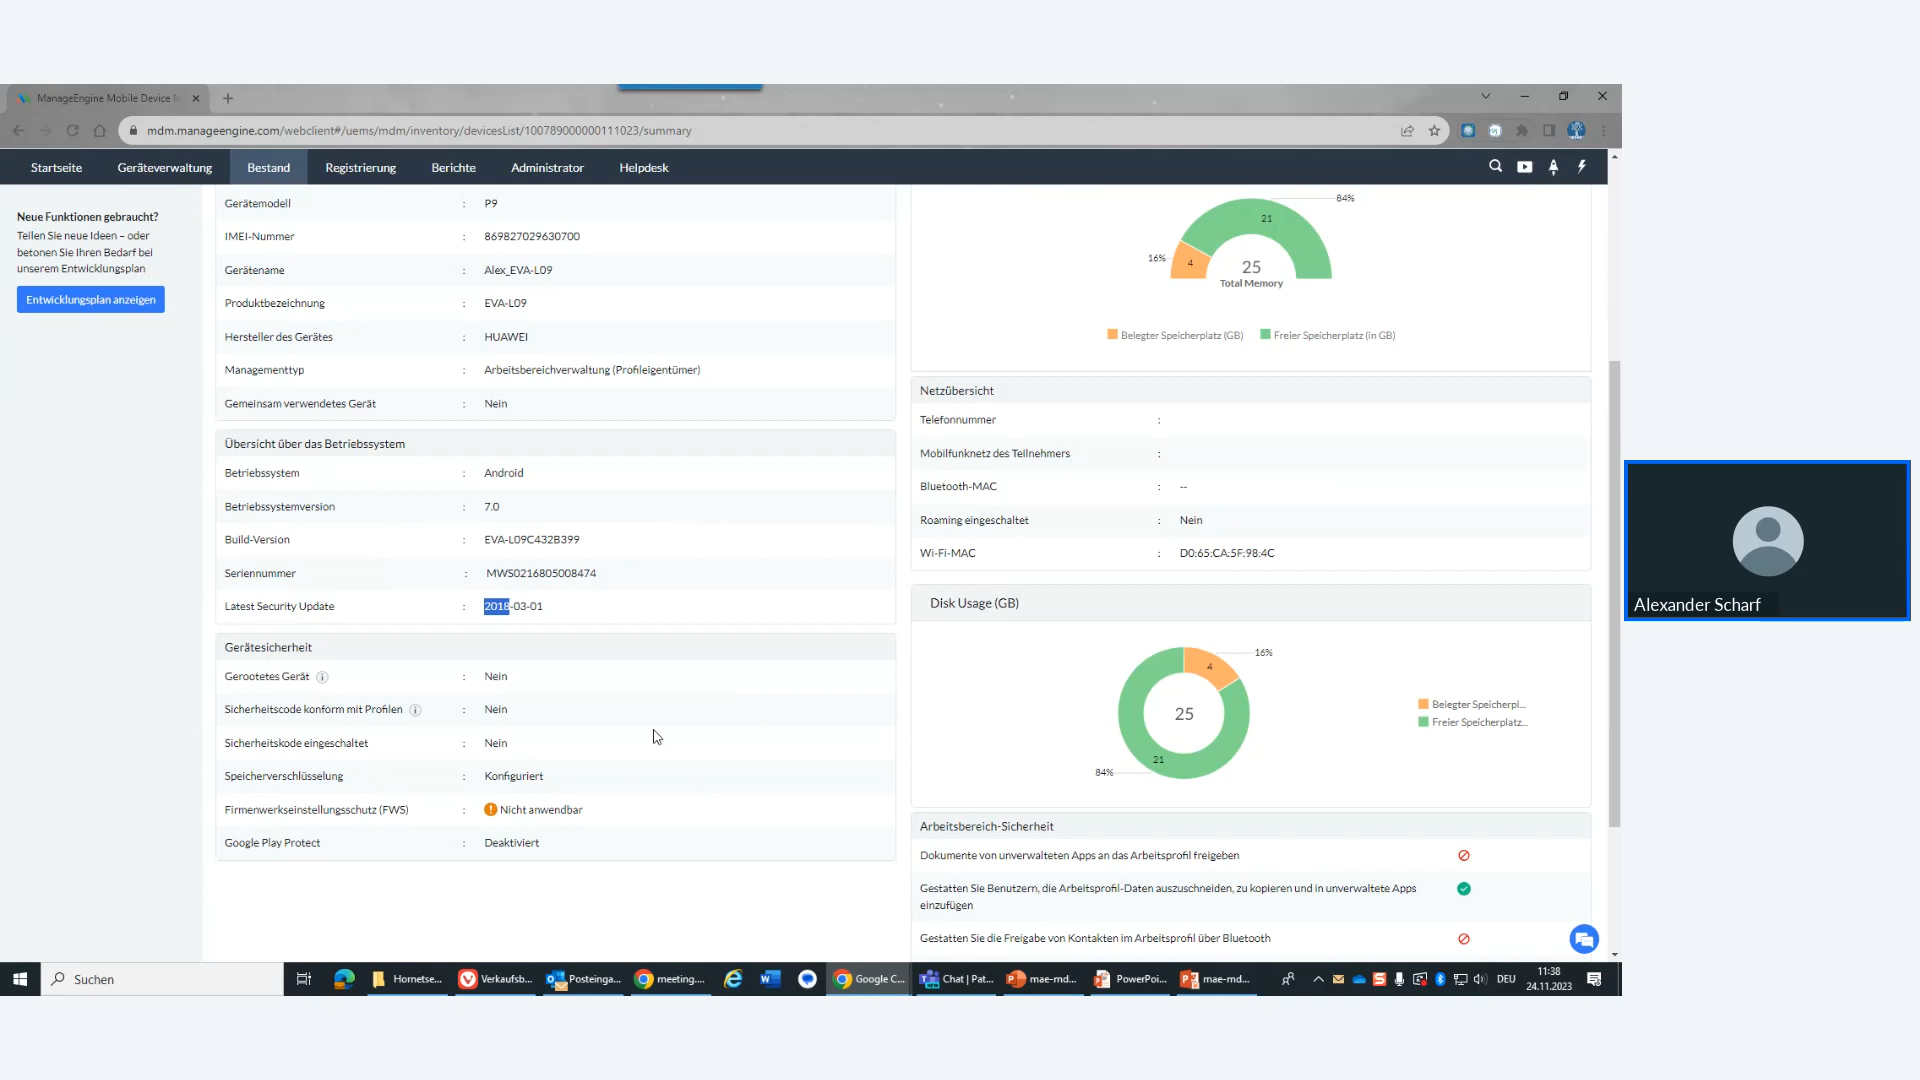 ManageEngine Mobile Device M
mdm.manageengine.com/webclient#/uems/mdm/inventory/devicesList/100789000000111023/summary
Startseite Geräteverwaltung Bestand Registrierung Berichte Administrator Helpdesk
Neue Funktionen gebraucht?
Teilen Sie neue Ideen – oder
betonen Sie Ihren Bedarf bei
unserem Entwicklungsplan
Entwicklungsplan anzeigen
Gerätemodell : P9
IMEI-Nummer : 869827029630700
Gerätename : Alex_EVA-L09
Produktbezeichnung : EVA-L09
Hersteller des Gerätes : HUAWEI
Managementtyp : Arbeitsbereichverwaltung (Profileigentümer)
Gemeinsam verwendetes Gerät : Nein
Übersicht über das Betriebssystem
Betriebssystem : Android
Betriebssystemversion : 7.0
Build-Version : EVA-L09C432B399
Seriennummer : MWS0216805008474
Latest Security Update : 2018-03-01
Gerätesicherheit
Gerootetes Gerät : Nein
Sicherheitscode konform mit Profilen : Nein
Sicherheitskode eingeschaltet : Nein
Speicherverschlüsselung : Konfiguriert
Firmenwerkseinstellungsschutz (FWS) : Nicht anwendbar
Google Play Protect : Deaktiviert
84%
21
16%
4
25
Total Memory
Belegter Speicherplatz (GB) Freier Speicherplatz (in GB)
Netzübersicht
Telefonnummer :
Mobilfunknetz des Teilnehmers :
Bluetooth-MAC : --
Roaming eingeschaltet : Nein
Wi-Fi-MAC : D0:65:CA:5F:98:4C
Disk Usage (GB)
16%
4
25
21
84%
Belegter Speicherpl...
Freier Speicherplatz...
Arbeitsbereich-Sicherheit
Dokumente von unverwalteten Apps an das Arbeitsprofil freigeben
Gestatten Sie Benutzern, die Arbeitsprofil-Daten auszuschneiden, zu kopieren und in unverwaltete Apps
einzufügen
Gestatten Sie die Freigabe von Kontakten im Arbeitsprofil über Bluetooth
Alexander Scharf
Suchen
Hornetse...
Verkaufsb...
Posteinga...
meeting....
Google C...
Chat | Pat...
mae-md...
PowerPoi...
mae-md...
DEU
11:38
24.11.2023